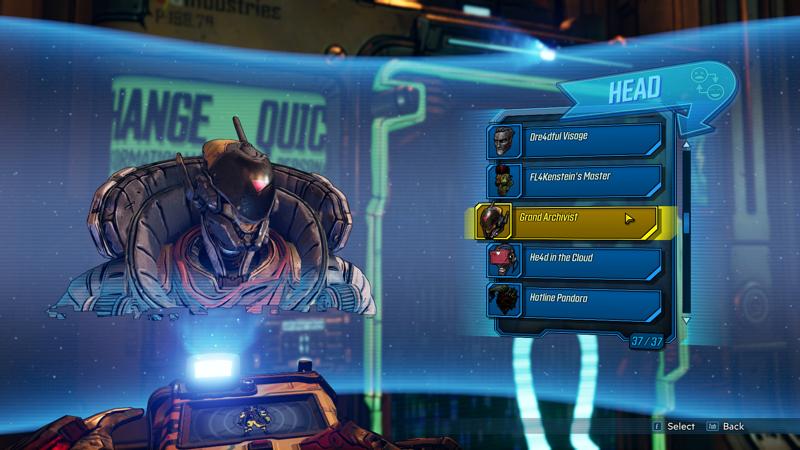 Industries
HANGE QUIC
HEAD
Dre4dful Visage
FL4Kenstein's Master
Grand Archivist
He4d in the Cloud
Hotline Pandora
37 / 37
Select
Back